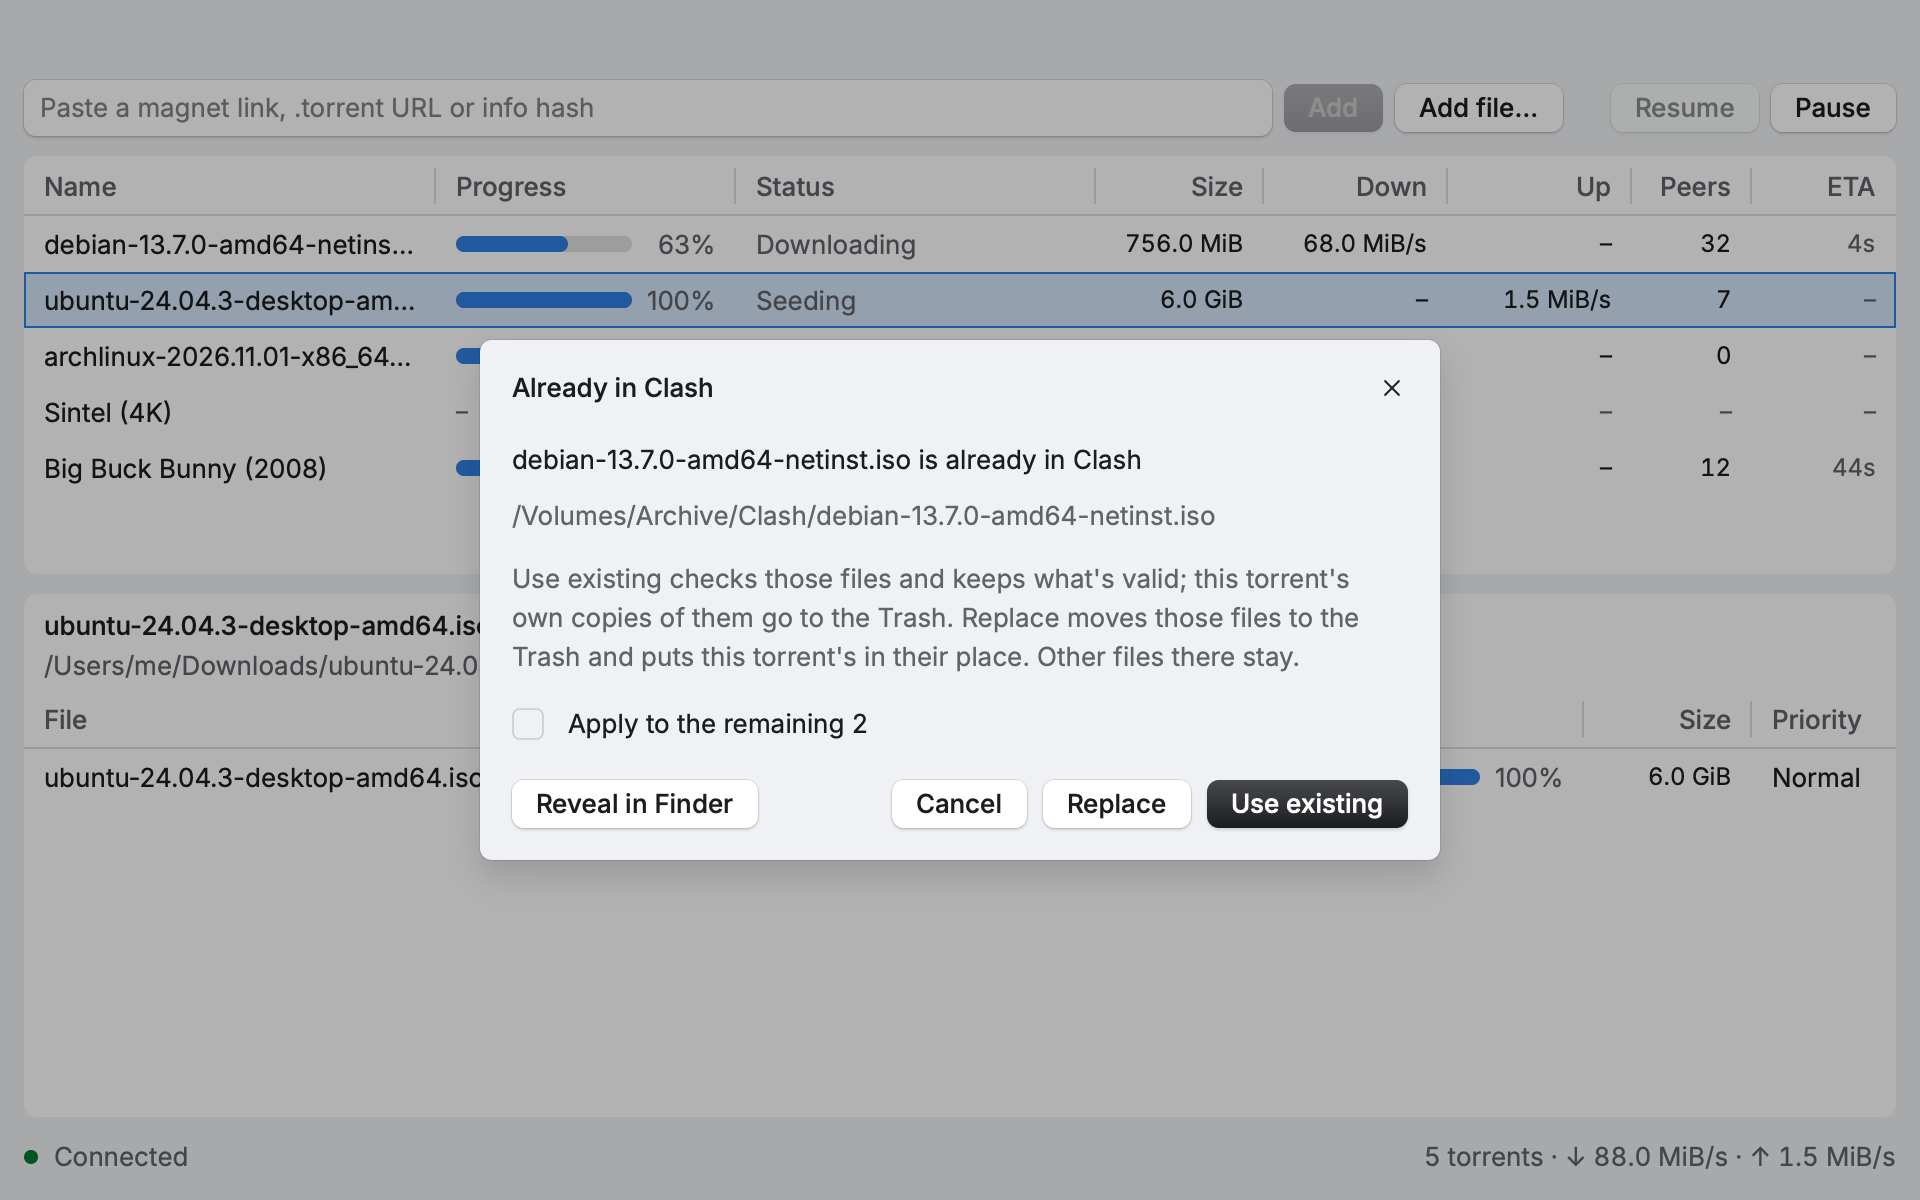 Paste a magnet link, .torrent URL or info hash
Add
Add file...
Resume
Pause
Name Progress Status Size Down Up Peers ETA
debian-13.7.0-amd64-netins... 63% Downloading 756.0 MiB 68.0 MiB/s – 32 4s
ubuntu-24.04.3-desktop-am... 100% Seeding 6.0 GiB – 1.5 MiB/s 7 –
archlinux-2026.11.01-x86_64... – 0 –
Sintel (4K) – – – –
Big Buck Bunny (2008) – 12 44s
Already in Clash
debian-13.7.0-amd64-netinst.iso is already in Clash
/Volumes/Archive/Clash/debian-13.7.0-amd64-netinst.iso
Use existing checks those files and keeps what's valid; this torrent's
own copies of them go to the Trash. Replace moves those files to the
Trash and puts this torrent's in their place. Other files there stay.
Apply to the remaining 2
Reveal in Finder
Cancel
Replace
Use existing
ubuntu-24.04.3-desktop-amd64.iso
/Users/me/Downloads/ubuntu-24.0
File Size Priority
ubuntu-24.04.3-desktop-amd64.iso 100% 6.0 GiB Normal
Connected
5 torrents · ↓ 88.0 MiB/s · ↑ 1.5 MiB/s